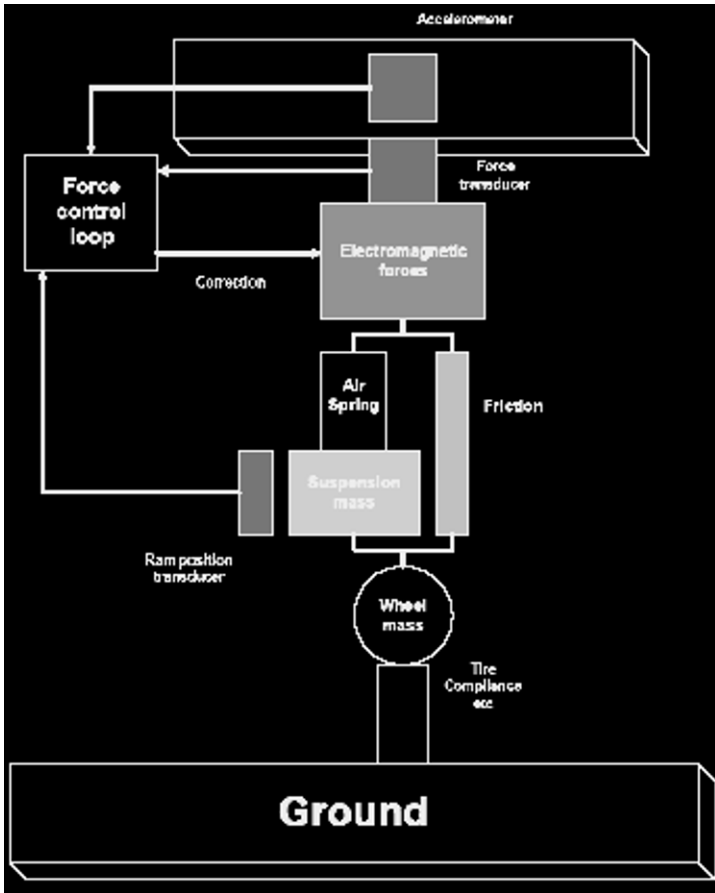 Accelerometer
Force
transducer
Force
control
loop
Electromagnetic
forces
Correction
Air
Spring
Friction
Suspension
mass
Ram position
transducer
Wheel
mass
Tire
Compliance
etc
Ground